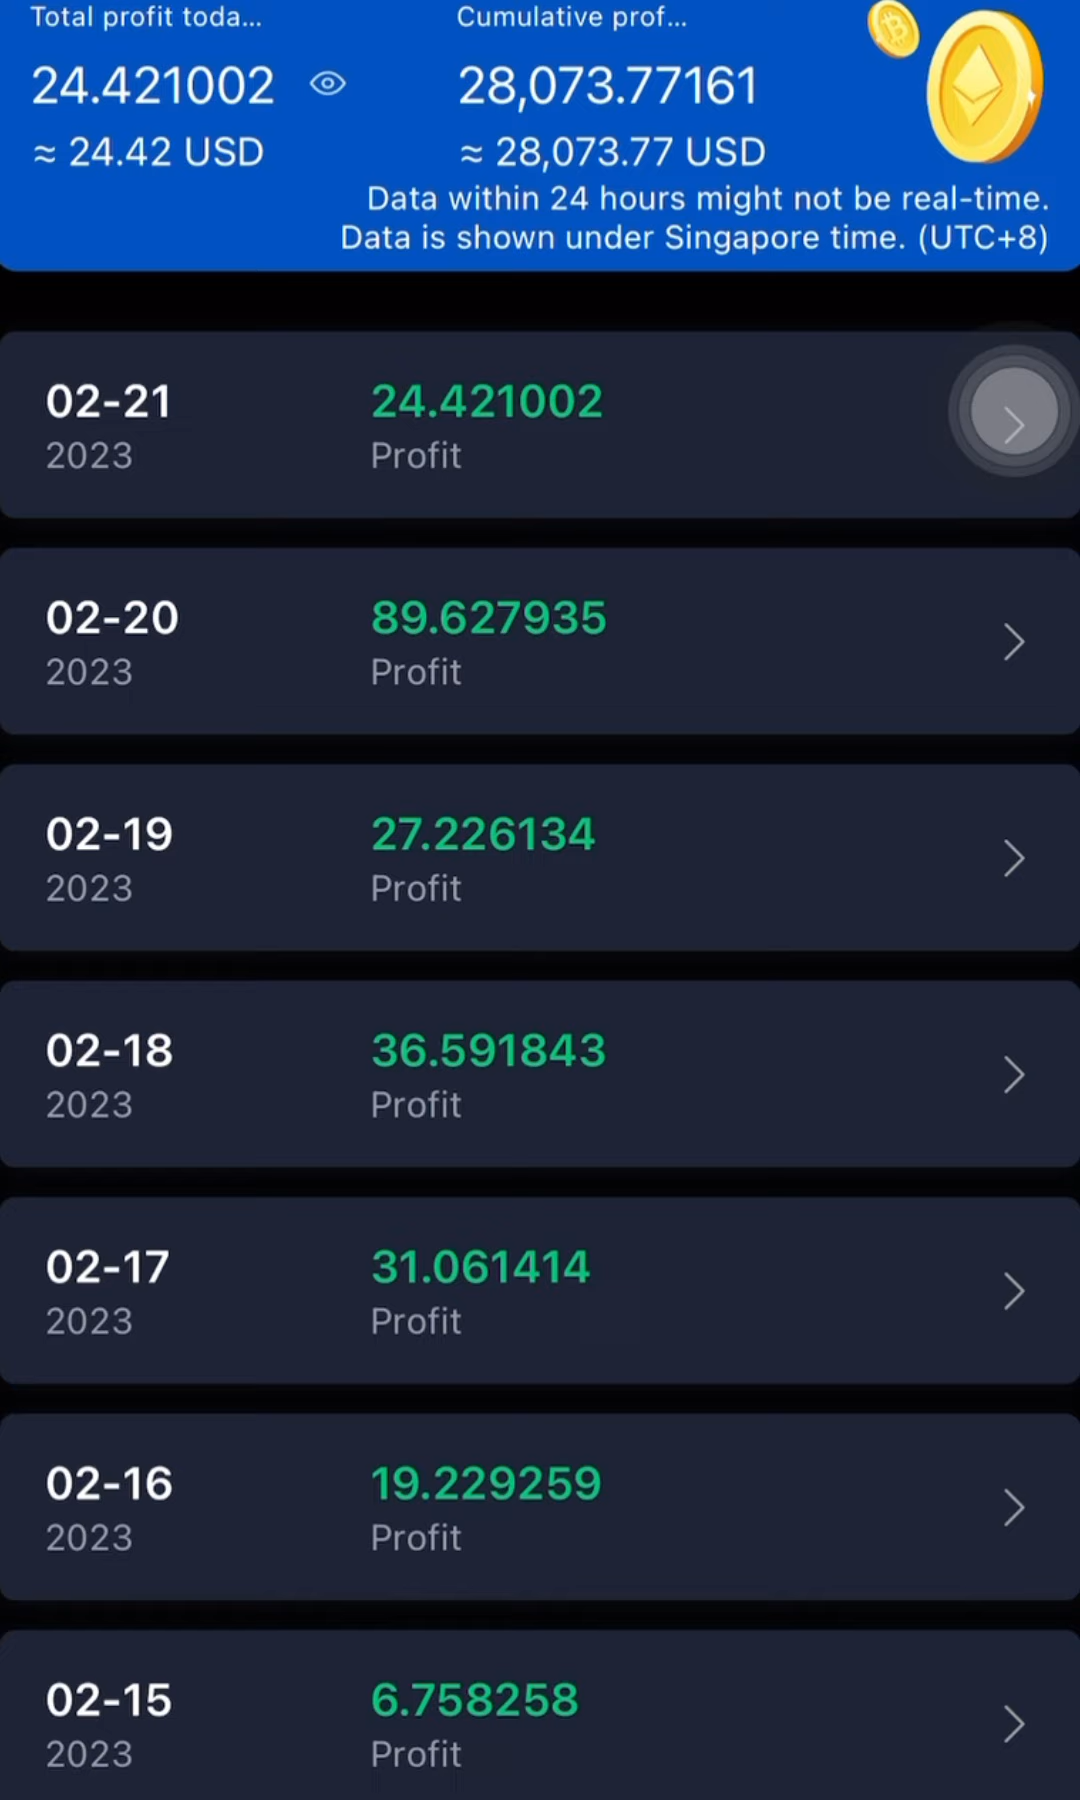 Total profit toda... Cumulative prof...
24.421002 28,073.77161
≈ 24.42 USD ≈ 28,073.77 USD
Data within 24 hours might not be real-time.
Data is shown under Singapore time. (UTC+8)
02-21 24.421002
2023 Profit
02-20 89.627935
2023 Profit
02-19 27.226134
2023 Profit
02-18 36.591843
2023 Profit
02-17 31.061414
2023 Profit
02-16 19.229259
2023 Profit
02-15 6.758258
2023 Profit